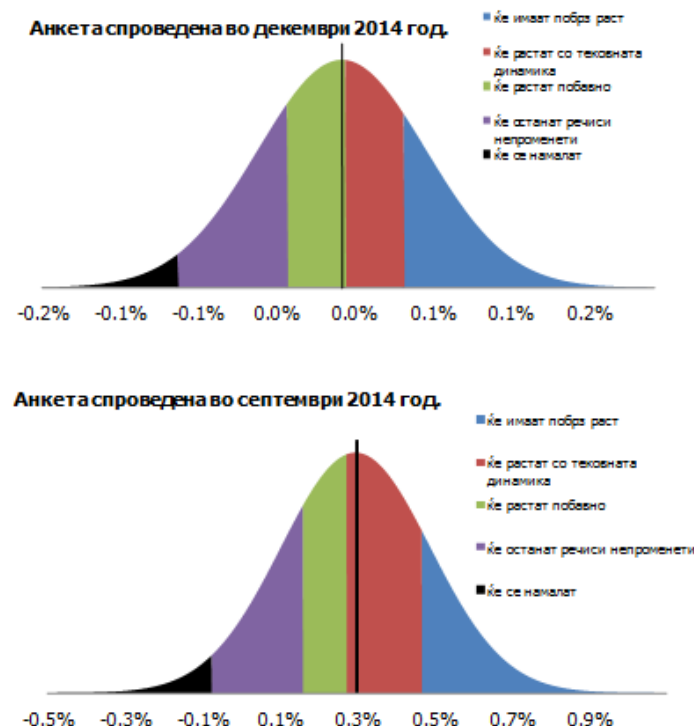 Анкета спроведена во декември 2014 год.
ќе имаат побрз раст
ќе растат со тековната
динамика
ќе растат побавно
ќе останат речиси
непроменети
ќе се намалат
-0.2% -0.1% -0.1% 0.0% 0.0% 0.1% 0.1% 0.2%
Анкета спроведена во септември 2014 год.
ќе имаат побрз раст
ќе растат со тековната
динамика
ќе растат побавно
ќе останат речиси непроменети
ќе се намалат
-0.5% -0.3% -0.1% 0.1% 0.3% 0.5% 0.7% 0.9%